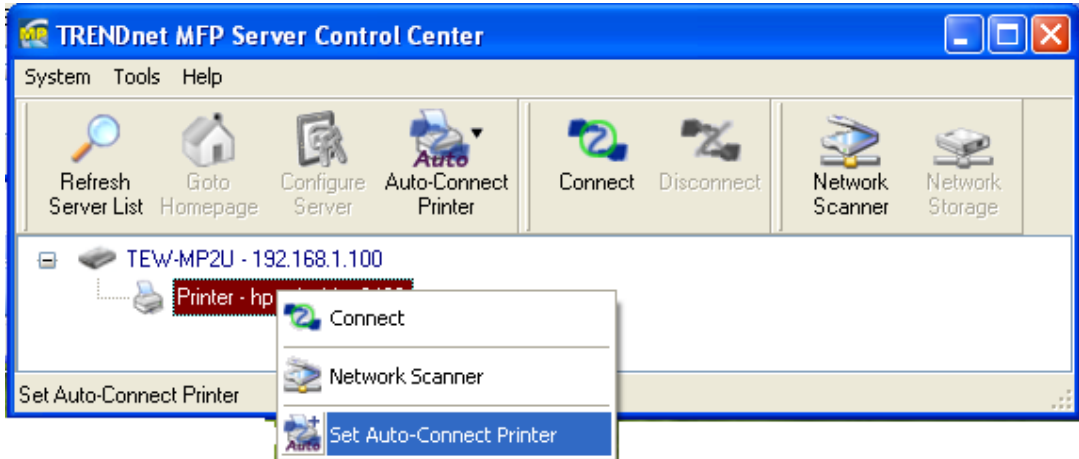 TRENDnet MFP Server Control Center
System Tools Help
Refresh Server List
Goto Homepage
Configure Server
Auto
Auto-Connect Printer
Connect
Disconnect
Network Scanner
Network Storage
TEW-MP2U - 192.168.1.100
Printer - hp
Connect
Network Scanner
Auto
Set Auto-Connect Printer
Set Auto-Connect Printer